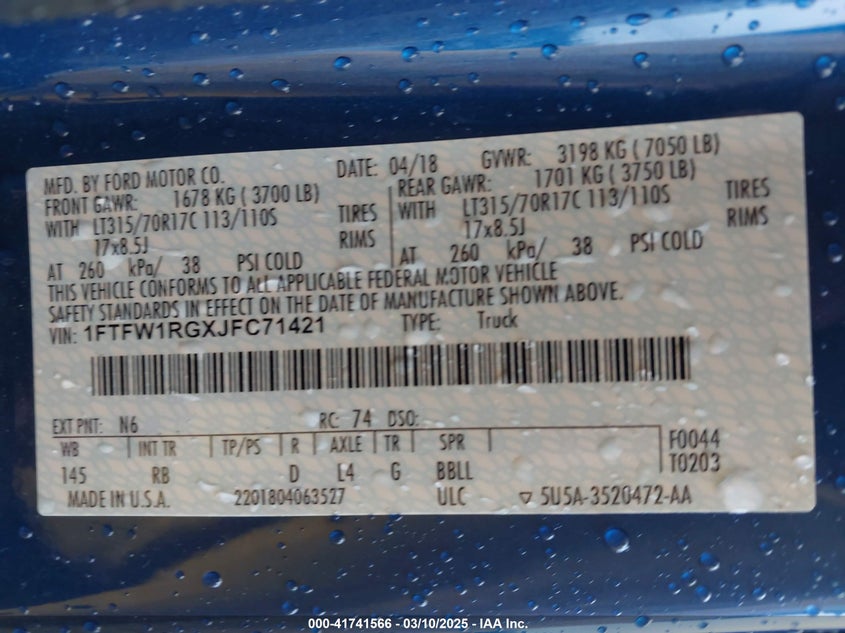 MFD. BY FORD MOTOR CO. DATE: 04/18 GVWR: 3198 KG ( 7050 LB)
FRONT GAWR: 1678 KG ( 3700 LB) REAR GAWR: 1701 KG ( 3750 LB)
WITH LT315/70R17C 113/110S TIRES WITH LT315/70R17C 113/110S TIRES
17x8.5J RIMS 17x8.5J RIMS
AT 260 kPa/ 38 PSI COLD AT 260 kPa/ 38 PSI COLD
THIS VEHICLE CONFORMS TO ALL APPLICABLE FEDERAL MOTOR VEHICLE
SAFETY STANDARDS IN EFFECT ON THE DATE OF MANUFACTURE SHOWN ABOVE.
VIN: 1FTFW1RGXJFC71421 TYPE: Truck
EXT PNT: N6 RC: 74 DSO:
WB INT TR TP/PS R AXLE TR SPR F0044
145 RB D L4 G BBLL T0203
MADE IN U.S.A. 2201804063527 ULC 5U5A-3520472-AA
000-41741566 — 03/10/2025 — IAA Inc.